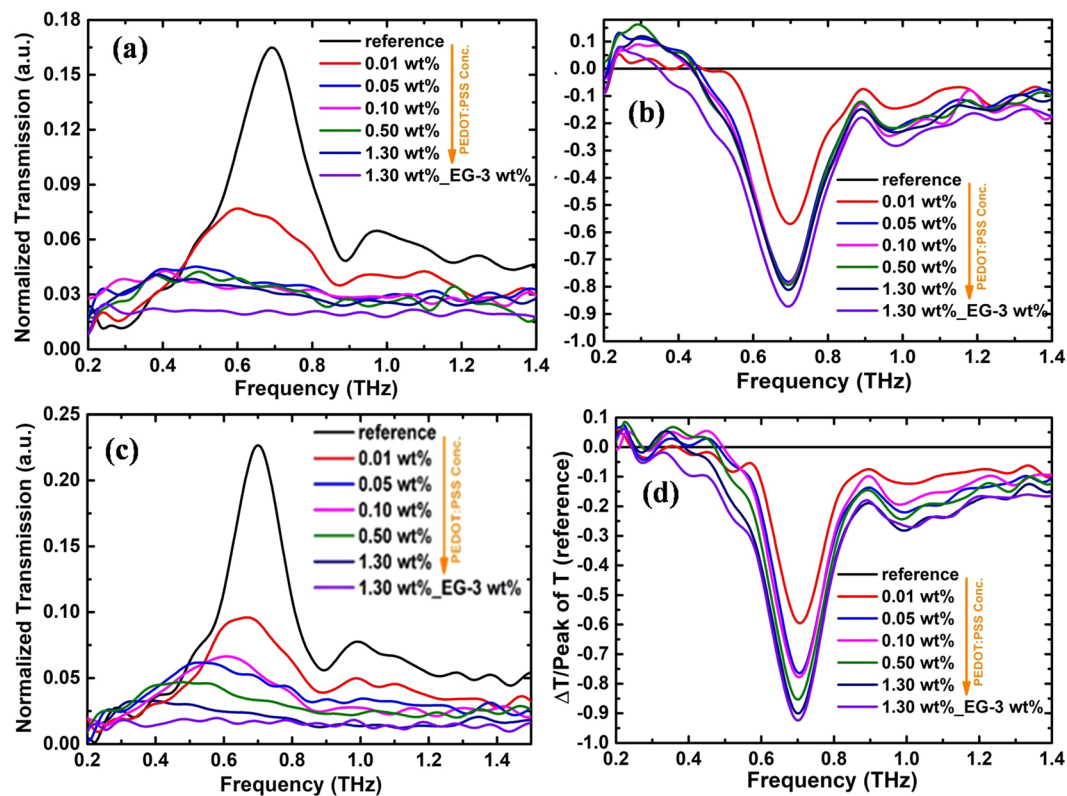 (a)
Normalized Transmission (a.u.)
0.18
0.15
0.12
0.09
0.06
0.03
0.00
reference
0.01 wt%
0.05 wt%
0.10 wt%
0.50 wt%
1.30 wt%
1.30 wt%_EG-3 wt%
PEDOT:PSS Conc.
0.2 0.4 0.6 0.8 1.0 1.2 1.4
Frequency (THz)
(b)
0.1
0.0
-0.1
-0.2
-0.3
-0.4
-0.5
-0.6
-0.7
-0.8
-0.9
-1.0
reference
0.01 wt%
0.05 wt%
0.10 wt%
0.50 wt%
1.30 wt%
1.30 wt%_EG-3 wt%
PEDOT:PSS Conc.
0.2 0.4 0.6 0.8 1.0 1.2 1.4
Frequency (THz)
(c)
Normalized Transmission (a.u.)
0.25
0.20
0.15
0.10
0.05
0.00
reference
0.01 wt%
0.05 wt%
0.10 wt%
0.50 wt%
1.30 wt%
1.30 wt%_EG-3 wt%
PEDOT:PSS Conc.
0.2 0.4 0.6 0.8 1.0 1.2 1.4
Frequency (THz)
(d)
ΔT/Peak of T (reference)
0.1
0.0
-0.1
-0.2
-0.3
-0.4
-0.5
-0.6
-0.7
-0.8
-0.9
-1.0
reference
0.01 wt%
0.05 wt%
0.10 wt%
0.50 wt%
1.30 wt%
1.30 wt%_EG-3 wt%
PEDOT:PSS Conc.
0.2 0.4 0.6 0.8 1.0 1.2 1.4
Frequency (THz)